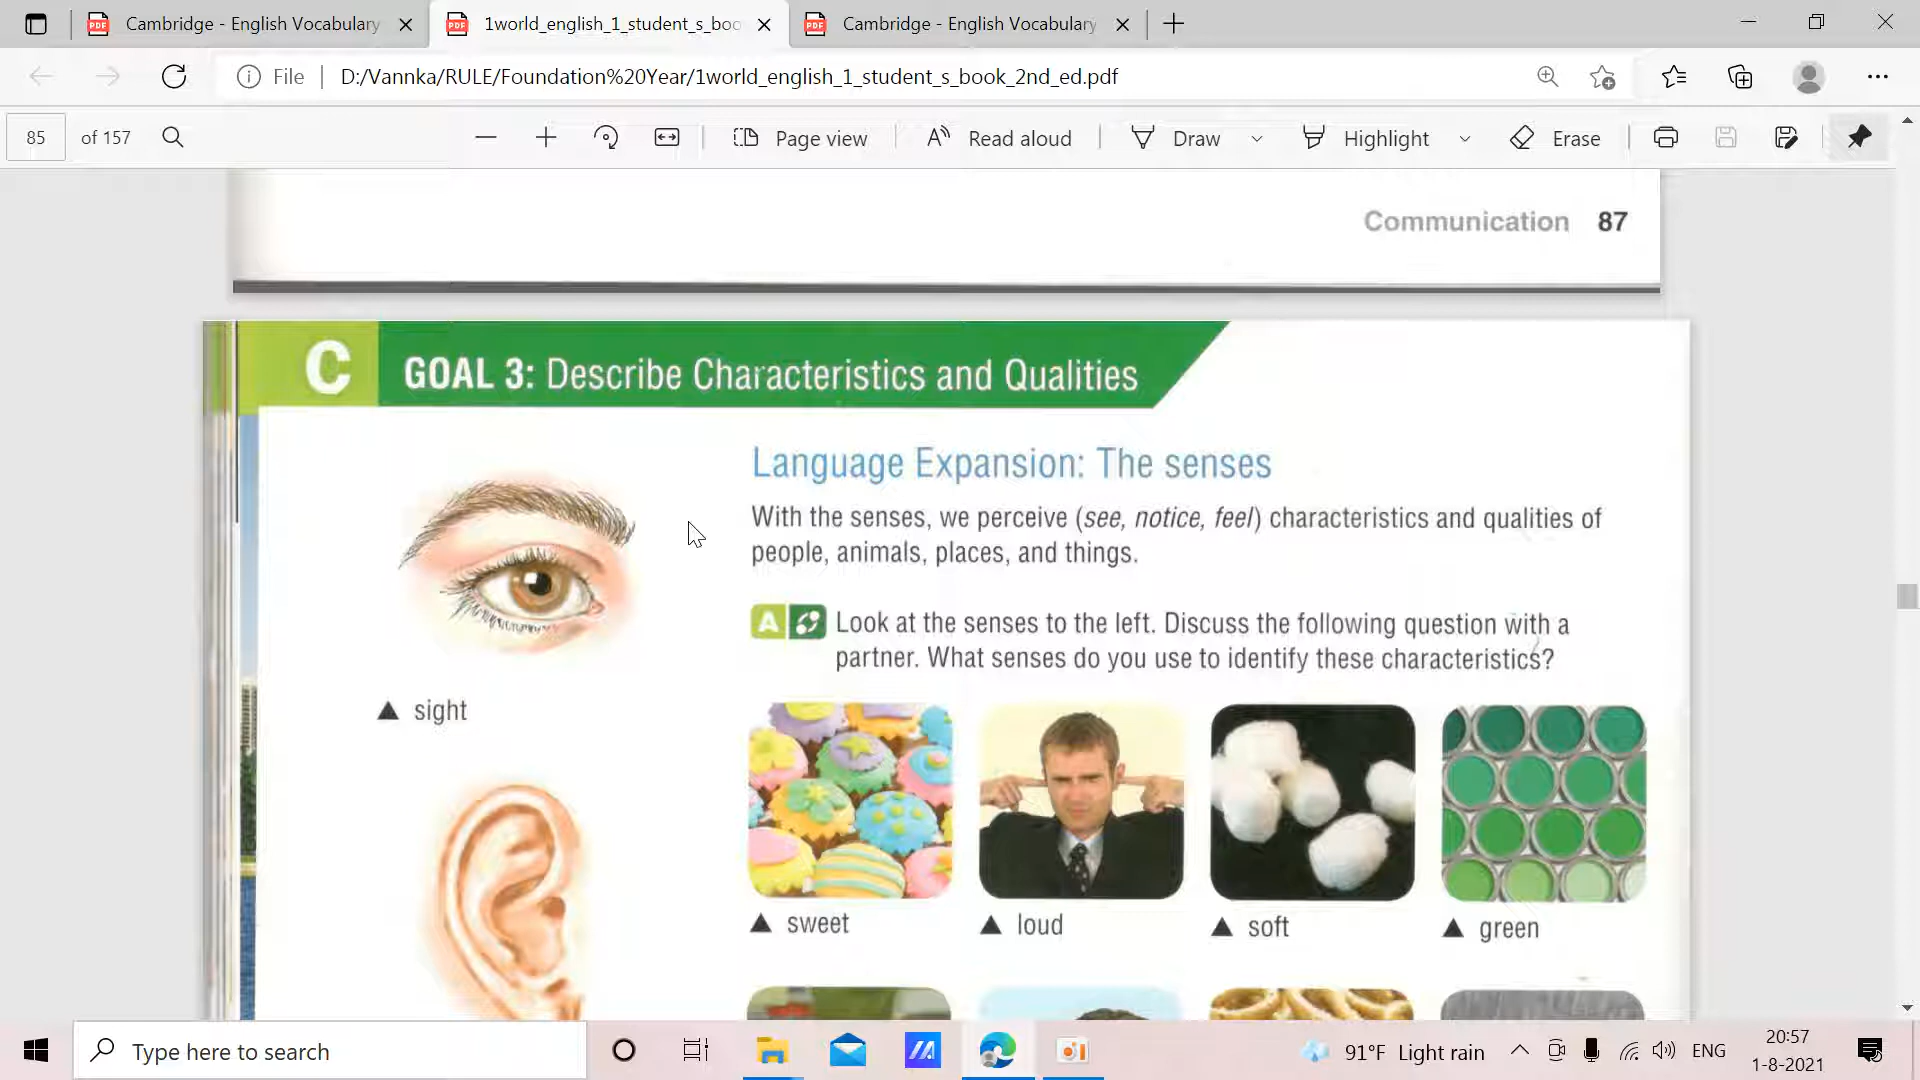 Cambridge - English Vocabulary
1world_english_1_student_s_boo
Cambridge - English Vocabulary
File
D:/Vannka/RULE/Foundation%20Year/1world_english_1_student_s_book_2nd_ed.pdf
85 of 157
Page view
Read aloud
Draw
Highlight
Erase
Communication 87
C GOAL 3: Describe Characteristics and Qualities
Language Expansion: The senses
With the senses, we perceive (see, notice, feel) characteristics and qualities of
people, animals, places, and things.
A Look at the senses to the left. Discuss the following question with a
partner. What senses do you use to identify these characteristics?
▲ sight
▲ sweet
▲ loud
▲ soft
▲ green
Type here to search
91°F Light rain
ENG
20:57
1-8-2021